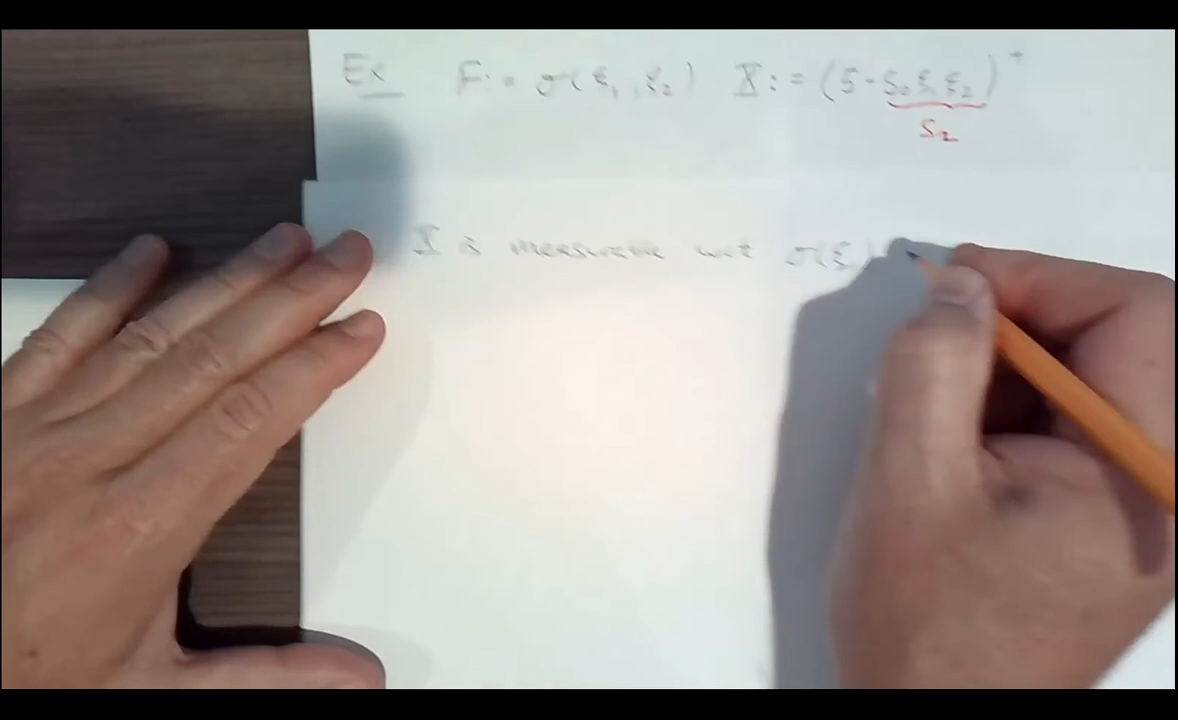 Ex F := σ(ξ₁, ξ₂) X := (5 - S₀ξ₁ξ₂)⁺
S₂
X is measurable wrt σ(ξ₁